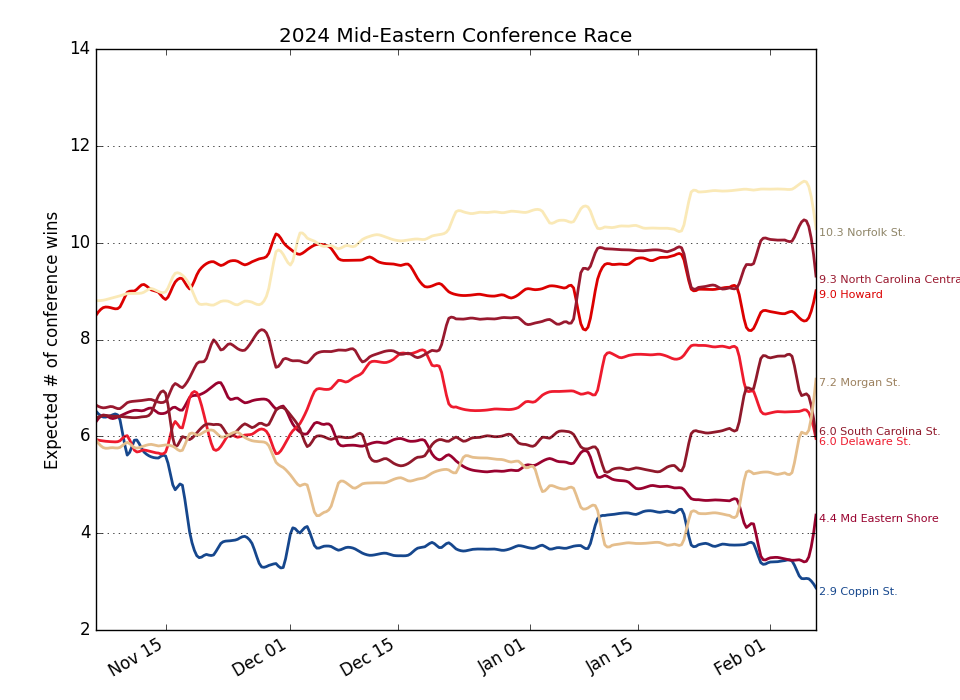 2024 Mid-Eastern Conference Race
14
12
10
8
6
4
2
Expected # of conference wins
10.3 Norfolk St.
9.3 North Carolina Centra
9.0 Howard
7.2 Morgan St.
6.0 South Carolina St.
6.0 Delaware St.
4.4 Md Eastern Shore
2.9 Coppin St.
Nov 15
Dec 01
Dec 15
Jan 01
Jan 15
Feb 01